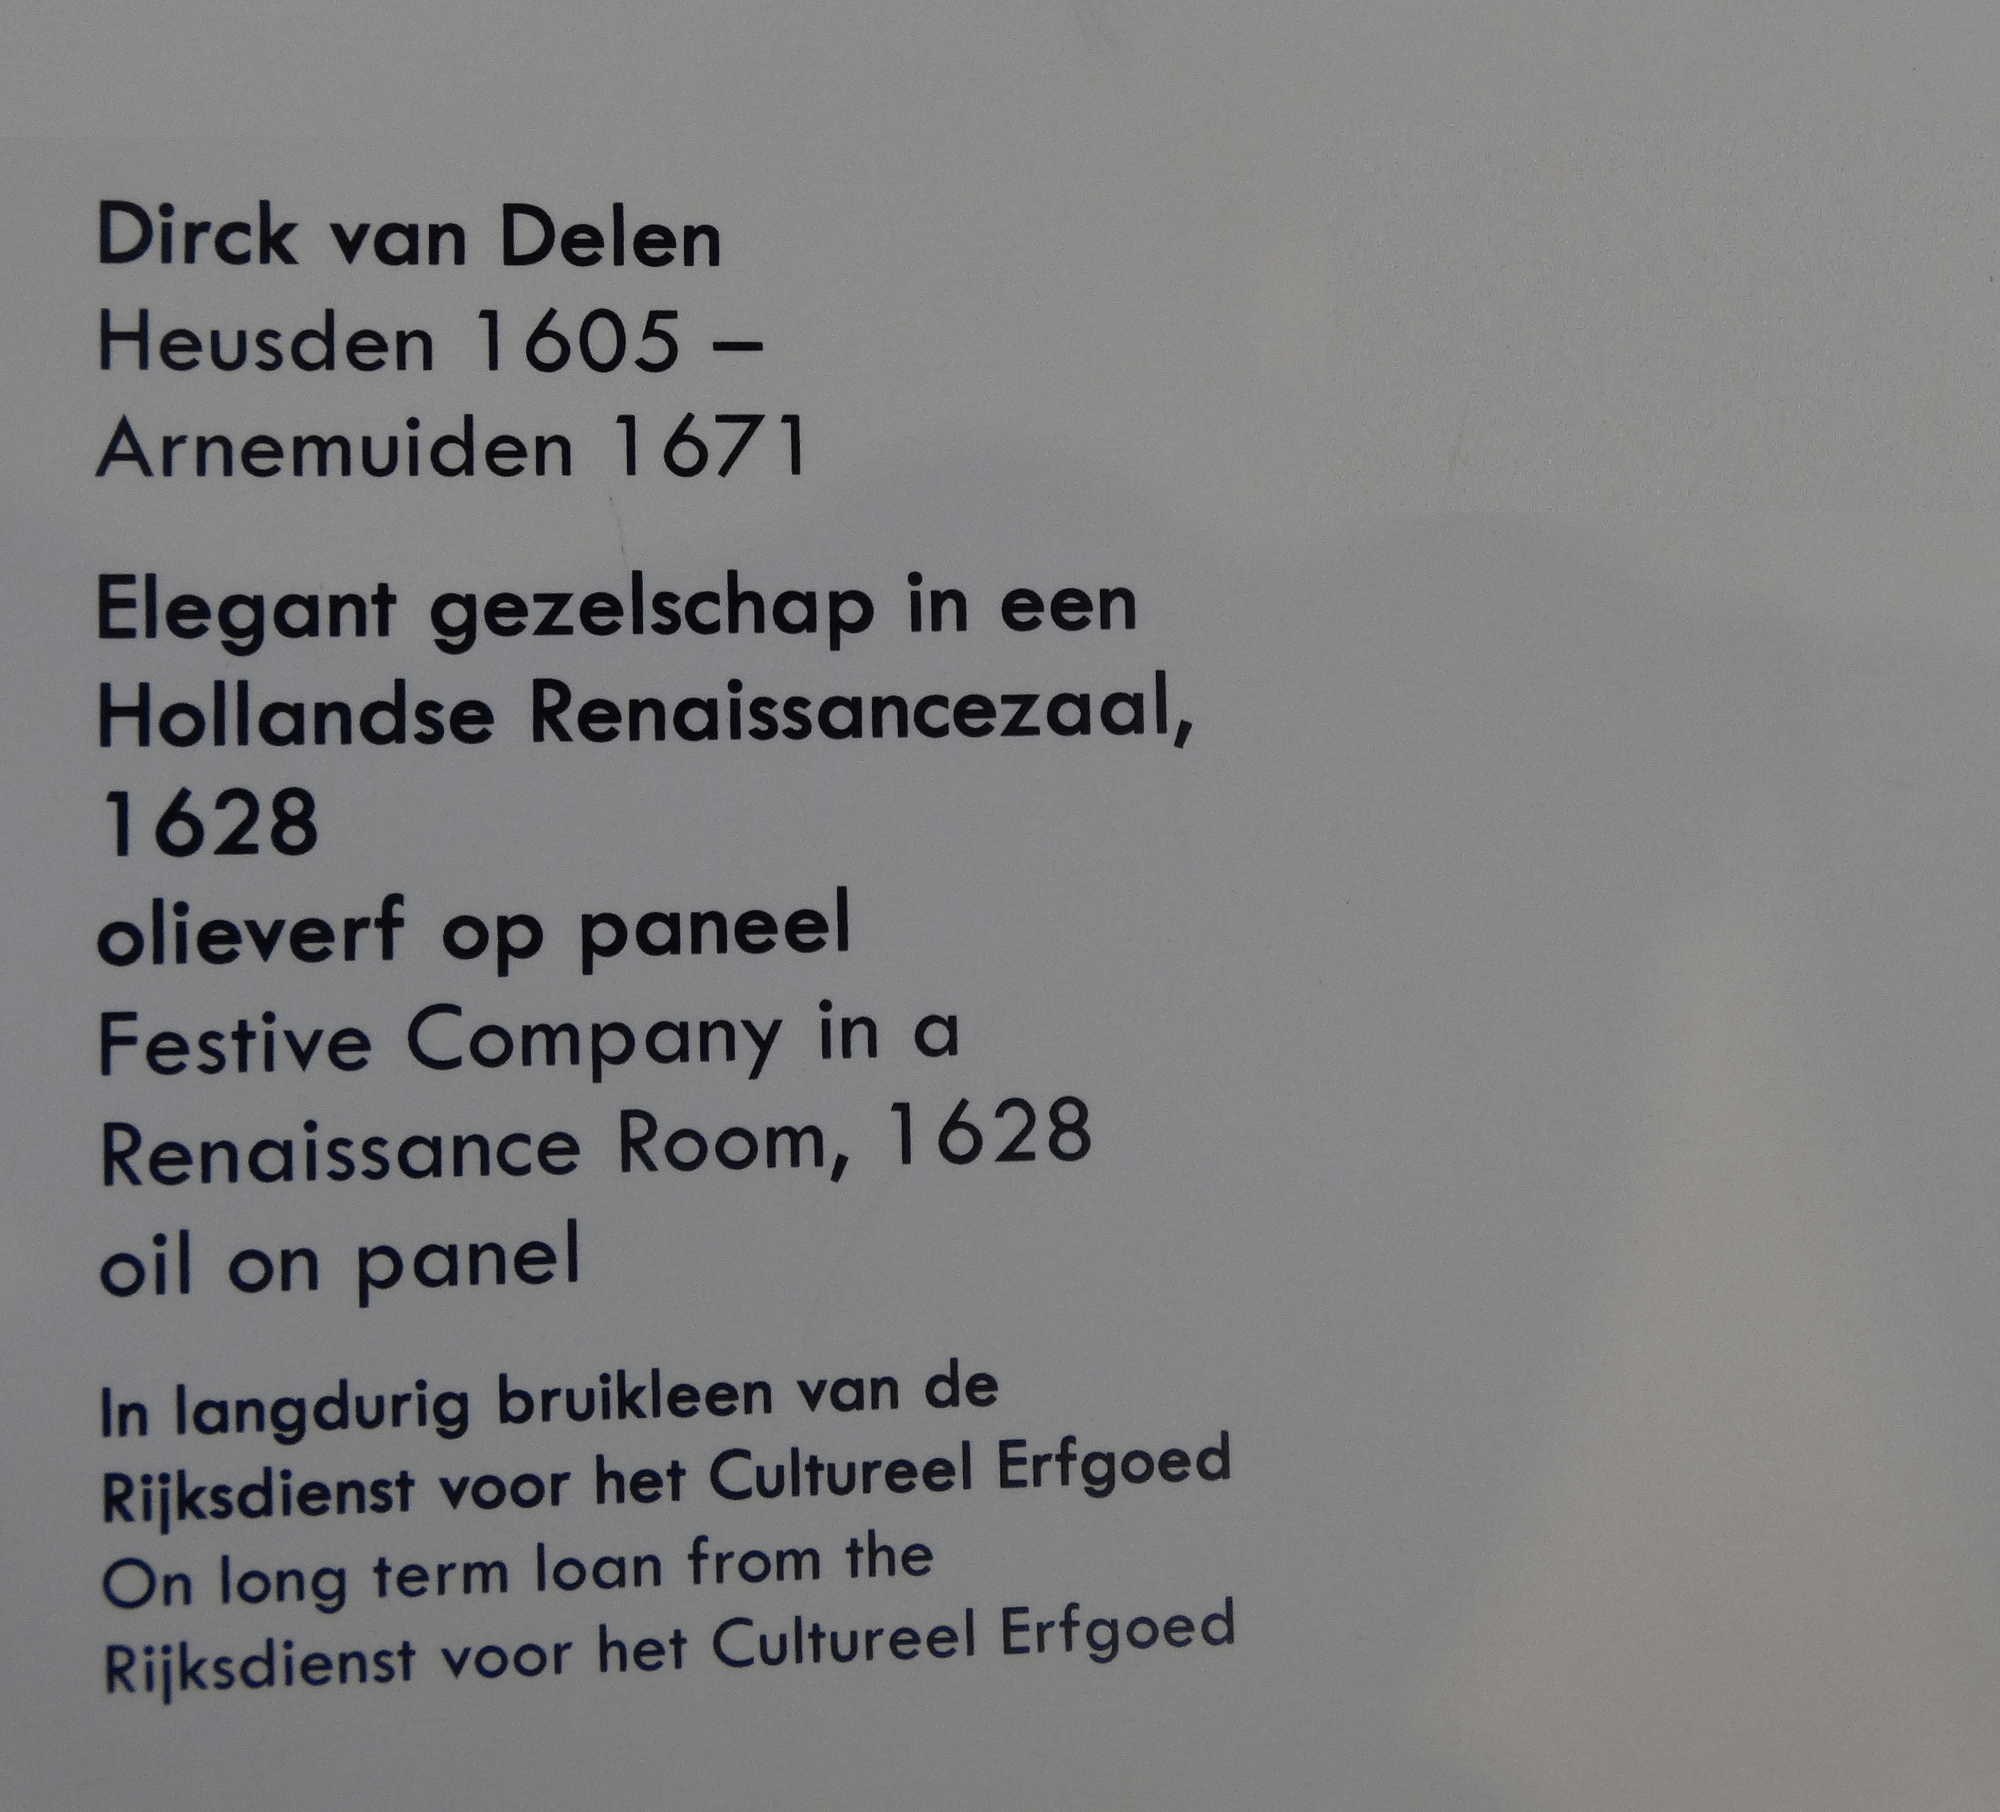 Dirck van Delen
Heusden 1605 –
Arnemuiden 1671
Elegant gezelschap in een
Hollandse Renaissancezaal,
1628
olieverf op paneel
Festive Company in a
Renaissance Room, 1628
oil on panel
In langdurig bruikleen van de
Rijksdienst voor het Cultureel Erfgoed
On long term loan from the
Rijksdienst voor het Cultureel Erfgoed